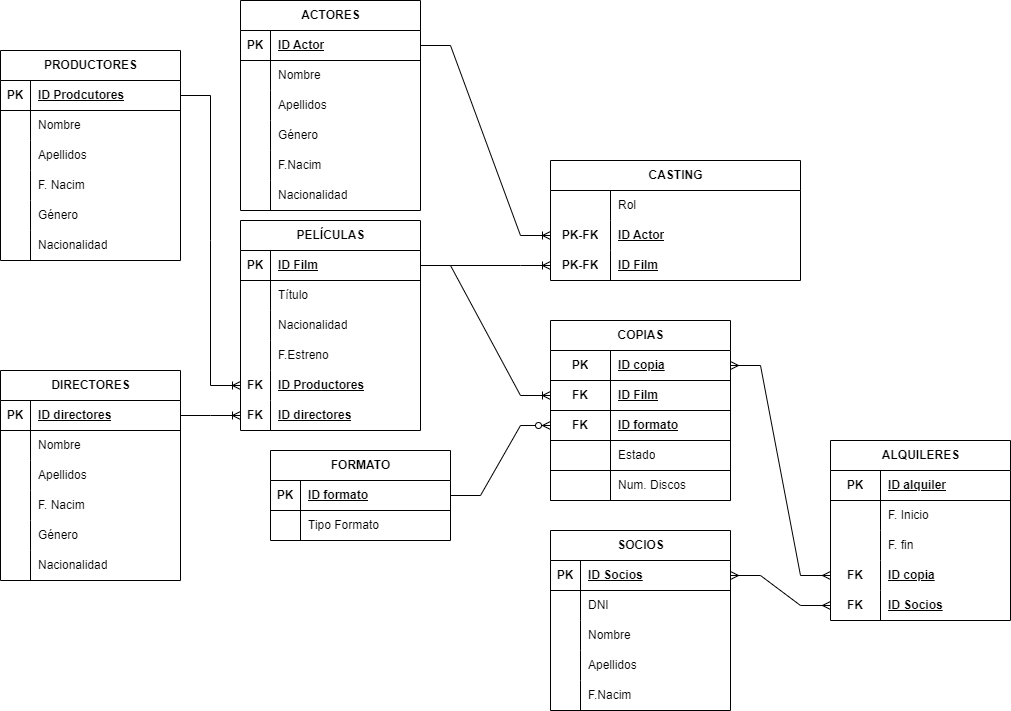 ACTORES
PK ID Actor
Nombre
Apellidos
Género
F.Nacim
Nacionalidad
PRODUCTORES
PK ID Prodcutores
Nombre
Apellidos
F. Nacim
Género
Nacionalidad
CASTING
Rol
PK-FK ID Actor
PK-FK ID Film
PELÍCULAS
PK ID Film
Título
Nacionalidad
F.Estreno
FK ID Productores
FK ID directores
COPIAS
PK ID copia
FK ID Film
FK ID formato
Estado
Num. Discos
DIRECTORES
PK ID directores
Nombre
Apellidos
F. Nacim
Género
Nacionalidad
FORMATO
PK ID formato
Tipo Formato
ALQUILERES
PK ID alquiler
F. Inicio
F. fin
FK ID copia
FK ID Socios
SOCIOS
PK ID Socios
DNI
Nombre
Apellidos
F.Nacim